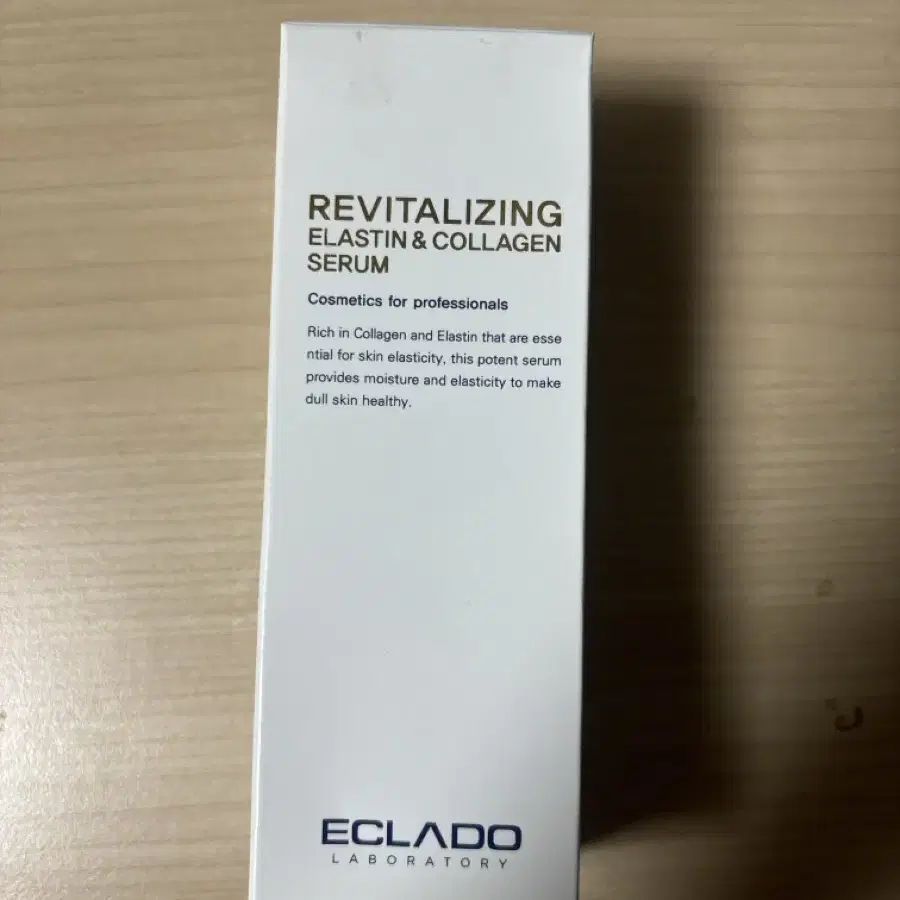 REVITALIZING
ELASTIN & COLLAGEN
SERUM
Cosmetics for professionals
Rich in Collagen and Elastin that are esse
ntial for skin elasticity, this potent serum
provides moisture and elasticity to make
dull skin healthy.
ECLADO
LABORATORY